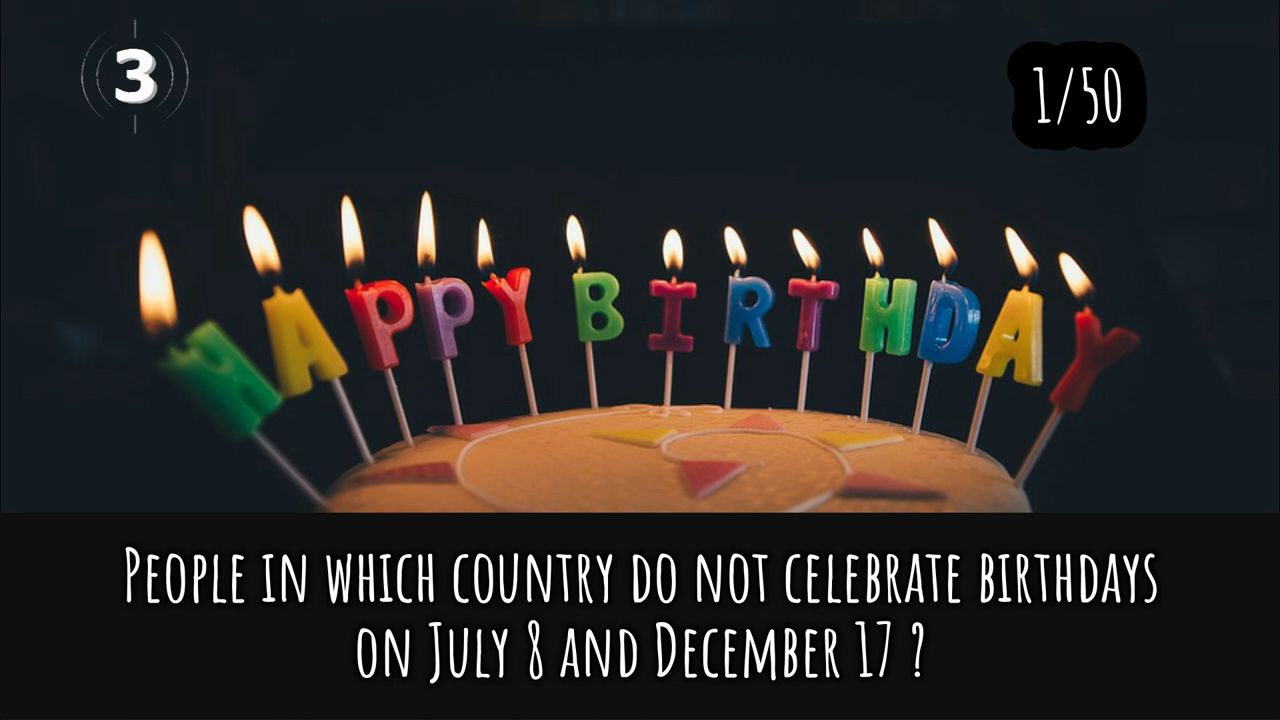 3
1/50
HAPPY BIRTHDAY
People in which country do not celebrate birthdays
on July 8 and December 17 ?